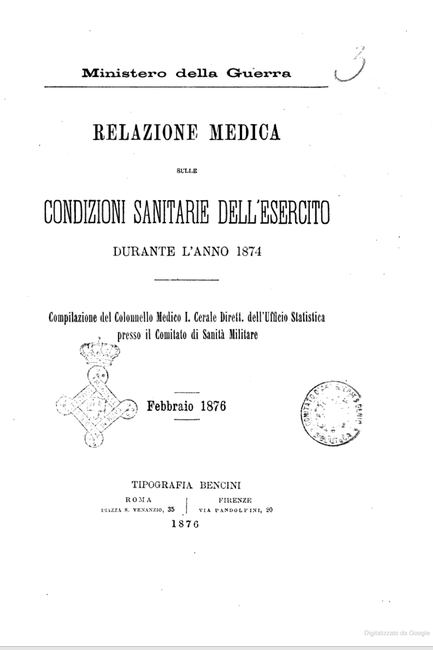 3
Ministero della Guerra
RELAZIONE MEDICA
SULLE
CONDIZIONI SANITARIE DELL'ESERCITO
DURANTE L'ANNO 1874
Compilazione del Colonnello Medico I. Cerale Dirett. dell'Ufficio Statistica
presso il Comitato di Sanità Militare
Febbraio 1876
TIPOGRAFIA BENCINI
ROMA
PIAZZA S. VENANZIO, 35
FIRENZE
VIA PANDOLFINI, 20
1876
Digitalizzato da Google